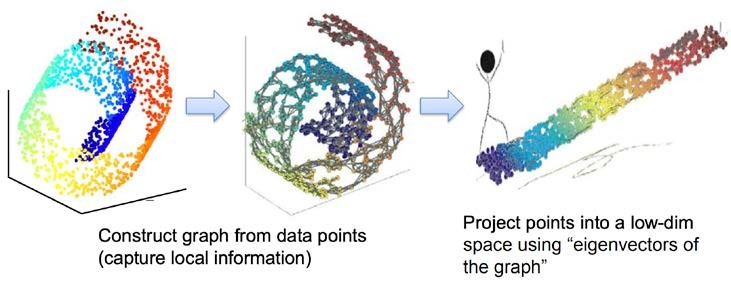 Construct graph from data points
(capture local information)
Project points into a low-dim
space using “eigenvectors of
the graph”